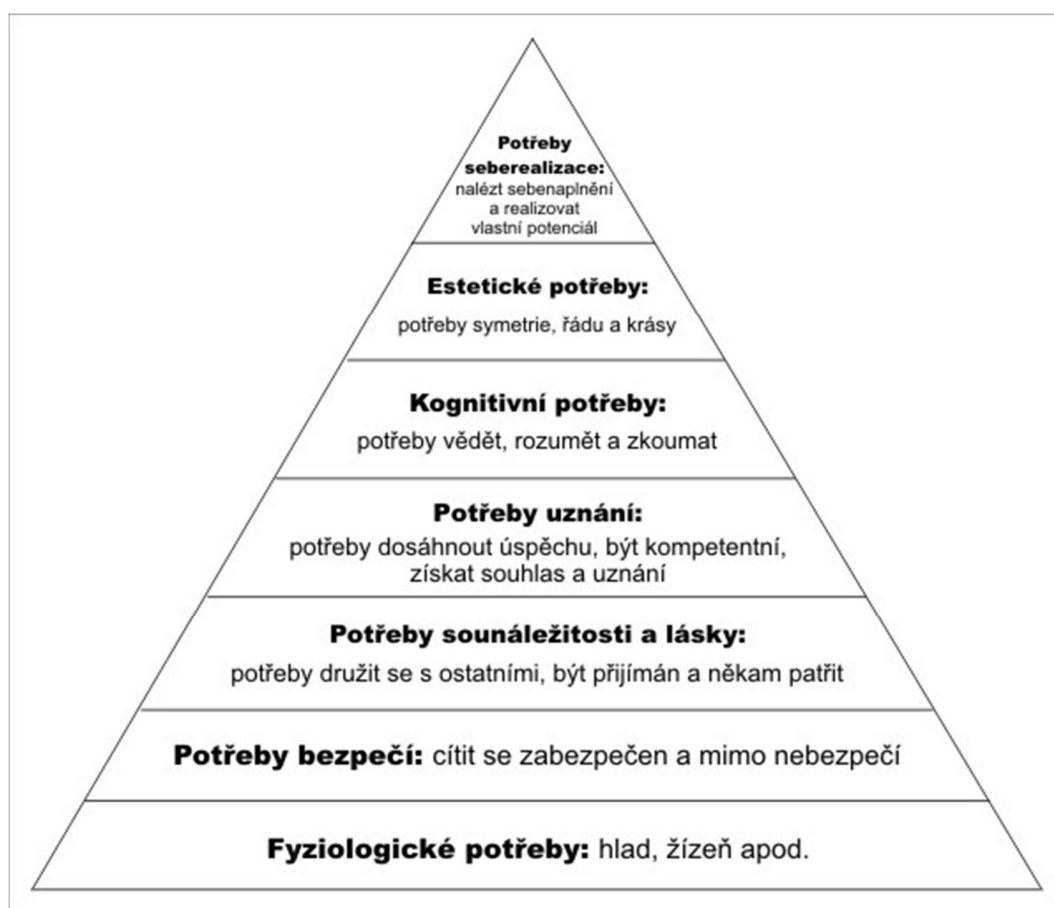 Potřeby
seberealizace:
nalézt sebenaplnění
a realizovat
vlastní potenciál
Estetické potřeby:
potřeby symetrie, řádu a krásy
Kognitivní potřeby:
potřeby vědět, rozumět a zkoumat
Potřeby uznání:
potřeby dosáhnout úspěchu, být kompetentní,
získat souhlas a uznání
Potřeby sounáležitosti a lásky:
potřeby družit se s ostatními, být přijímán a někam patřit
Potřeby bezpečí: cítit se zabezpečen a mimo nebezpečí
Fyziologické potřeby: hlad, žízeň apod.